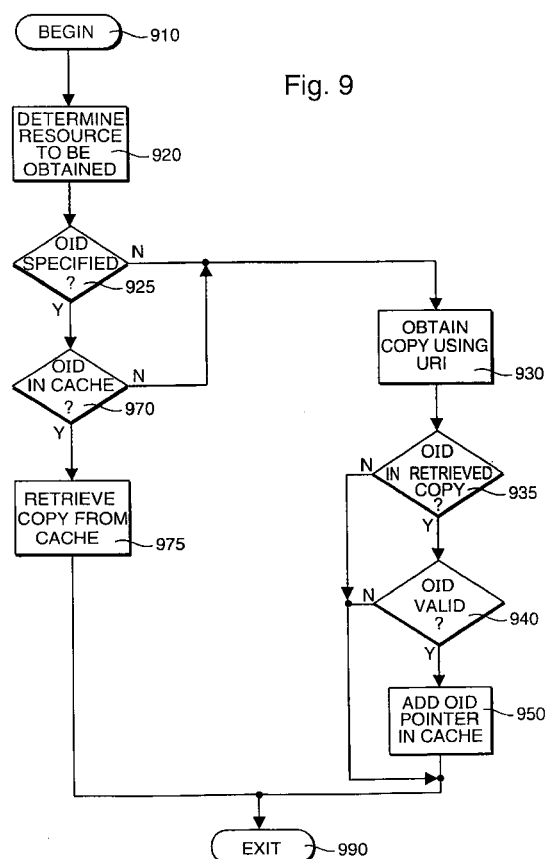 BEGIN
910
Fig. 9
DETERMINE
RESOURCE
TO BE
OBTAINED
920
OID
SPECIFIED
?
925
N
Y
OID
IN CACHE
?
970
N
Y
RETRIEVE
COPY FROM
CACHE
975
OBTAIN
COPY USING
URI
930
OID
IN RETRIEVED
COPY
?
935
N
Y
OID
VALID
?
940
N
Y
ADD OID
POINTER
IN CACHE
950
EXIT
990